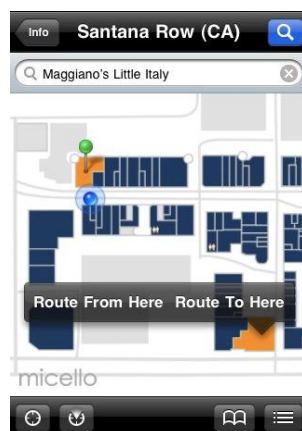 Info
Santana Row (CA)
Maggiano's Little Italy
Route From Here Route To Here
micello